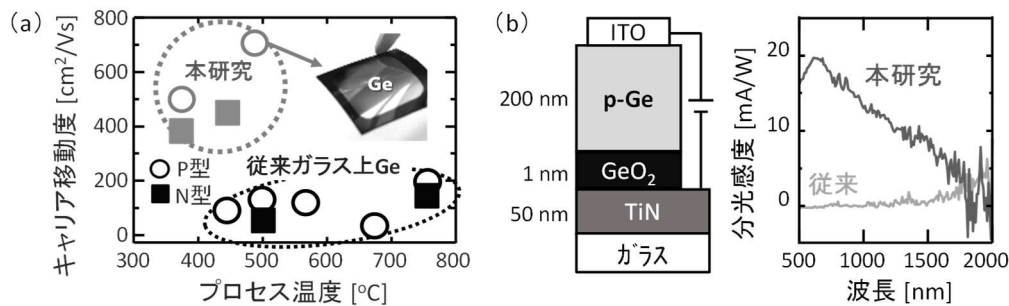 (a)
キャリア移動度 [cm²/Vs]
800
600
400
200
0
本研究
Ge
P型
N型
従来ガラス上Ge
300 400 500 600 700 800
プロセス温度 [°C]
(b)
ITO
200 nm
p-Ge
1 nm
GeO₂
50 nm
TiN
ガラス
分光感度 [mA/W]
20
10
0
本研究
従来
500 1000 1500 2000
波長 [nm]